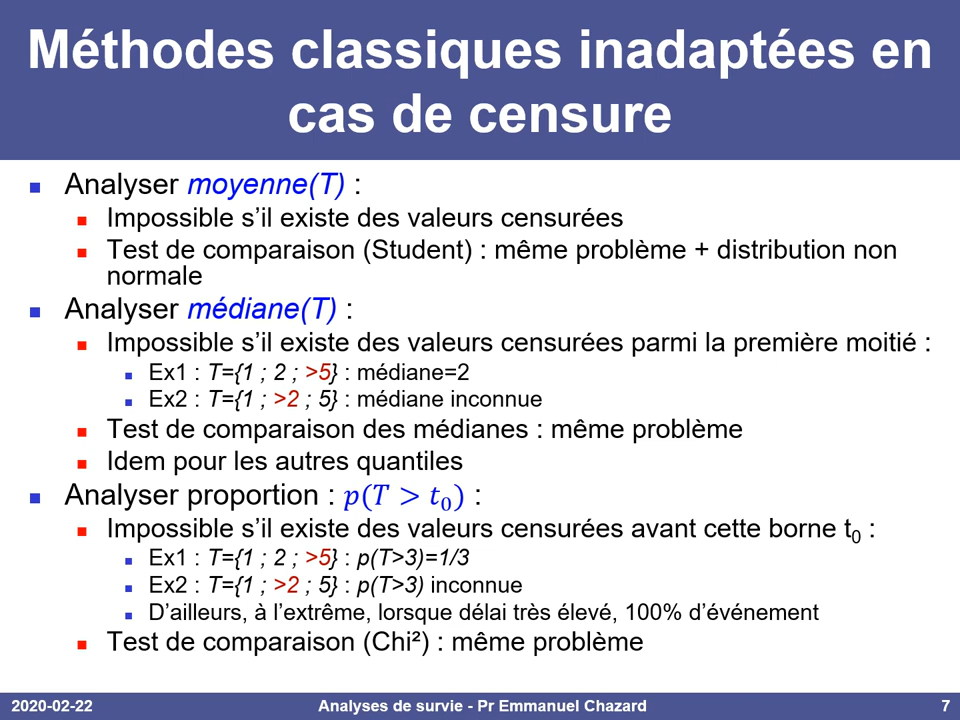 Méthodes classiques inadaptées en
cas de censure
Analyser moyenne(T) :
Impossible s’il existe des valeurs censurées
Test de comparaison (Student) : même problème + distribution non
normale
Analyser médiane(T) :
Impossible s’il existe des valeurs censurées parmi la première moitié :
Ex1 : T={1 ; 2 ; >5} : médiane=2
Ex2 : T={1 ; >2 ; 5} : médiane inconnue
Test de comparaison des médianes : même problème
Idem pour les autres quantiles
Analyser proportion : p(T > t₀) :
Impossible s’il existe des valeurs censurées avant cette borne t₀ :
Ex1 : T={1 ; 2 ; >5} : p(T>3)=1/3
Ex2 : T={1 ; >2 ; 5} : p(T>3) inconnue
D’ailleurs, à l’extrême, lorsque délai très élevé, 100% d’événement
Test de comparaison (Chi²) : même problème
2020-02-22 Analyses de survie - Pr Emmanuel Chazard 7